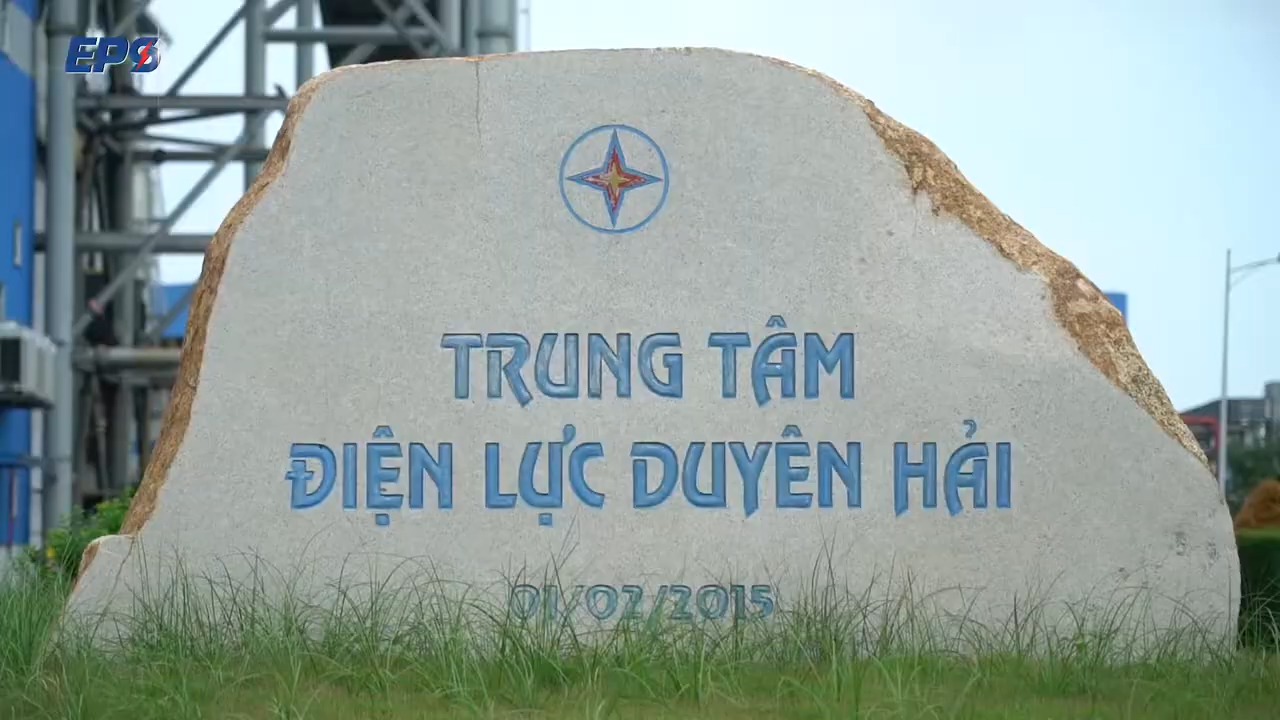 EPS
TRUNG TÂM
ĐIỆN LỰC DUYÊN HẢI
01/02/2015